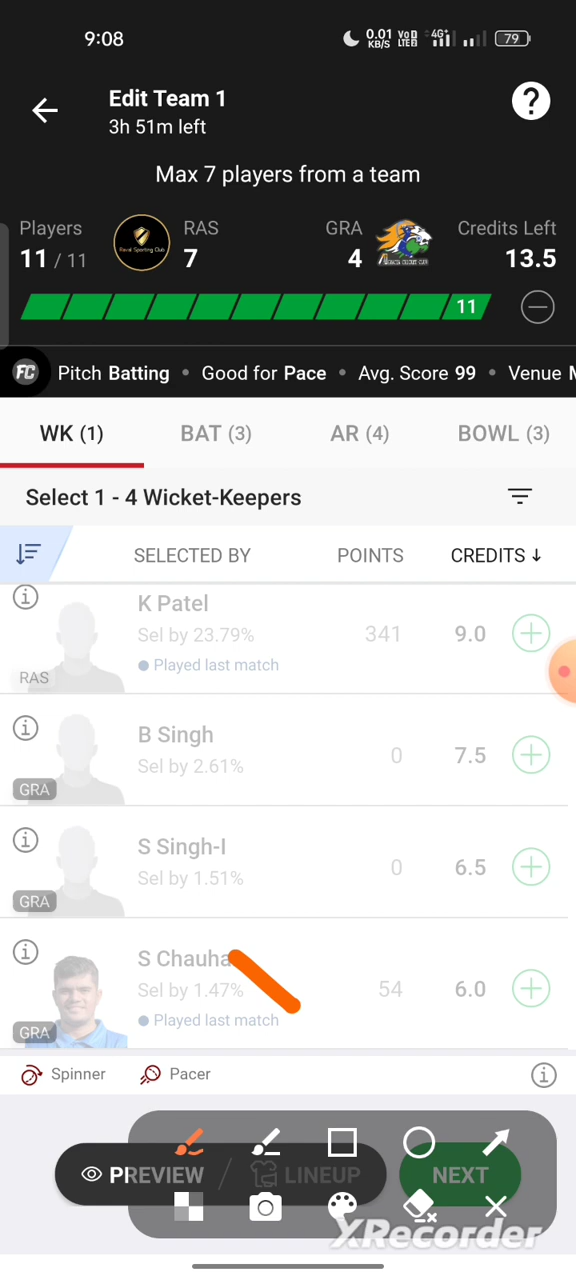 9:08
0.01 KB/S Vo LTE2 4G 79
Edit Team 1
3h 51m left
?
Max 7 players from a team
Players RAS GRA Credits Left
11 / 11 7 4 13.5
11
FC Pitch Batting • Good for Pace • Avg. Score 99 • Venue
WK (1) BAT (3) AR (4) BOWL (3)
Select 1 - 4 Wicket-Keepers
SELECTED BY POINTS CREDITS ↓
K Patel
Sel by 23.79% 341 9.0
Played last match
RAS
B Singh
Sel by 2.61% 0 7.5
GRA
S Singh-I
Sel by 1.51% 0 6.5
GRA
S Chauha
Sel by 1.47% 54 6.0
Played last match
GRA
Spinner Pacer
PREVIEW LINEUP NEXT
XRecorder